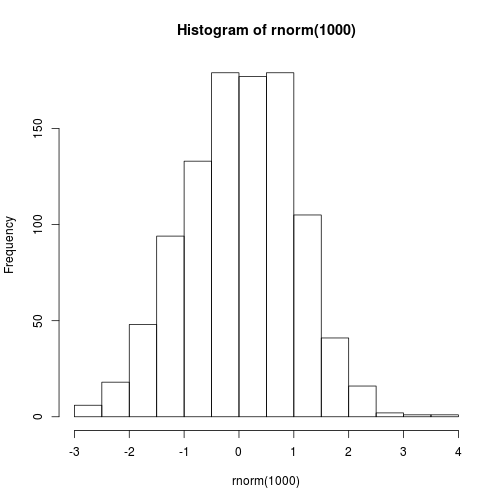 Histogram of rnorm(1000)
Frequency
150
100
50
0
-3 -2 -1 0 1 2 3 4
rnorm(1000)